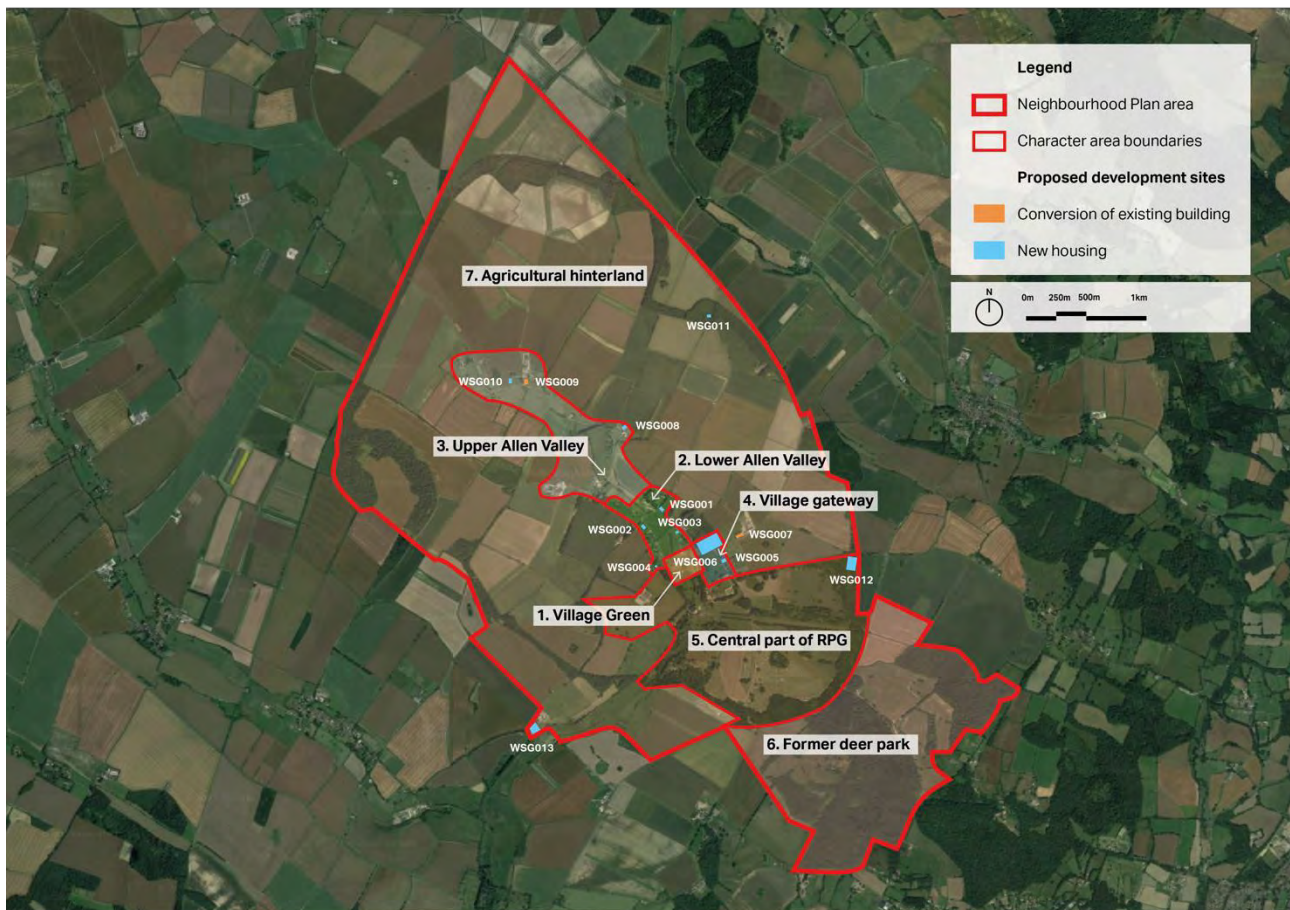 Legend
Neighbourhood Plan area
Character area boundaries
Proposed development sites
Conversion of existing building
New housing
N
0m 250m 500m 1km
7. Agricultural hinterland
WSG011
WSG010
WSG009
WSG008
3. Upper Allen Valley
2. Lower Allen Valley
WSG001
4. Village gateway
WSG002
WSG003
WSG007
WSG006
WSG005
WSG004
WSG012
1. Village Green
5. Central part of RPG
WSG013
6. Former deer park